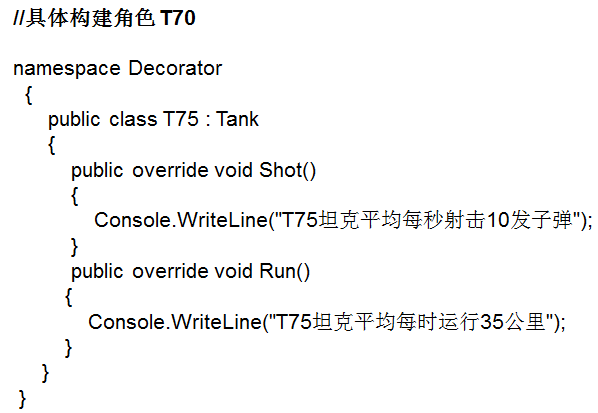 //具体构建角色 T70
namespace Decorator
{
public class T75 : Tank
{
public override void Shot()
{
Console.WriteLine("T75坦克平均每秒射击10发子弹");
}
public override void Run()
{
Console.WriteLine("T75坦克平均每时运行35公里");
}
}
}